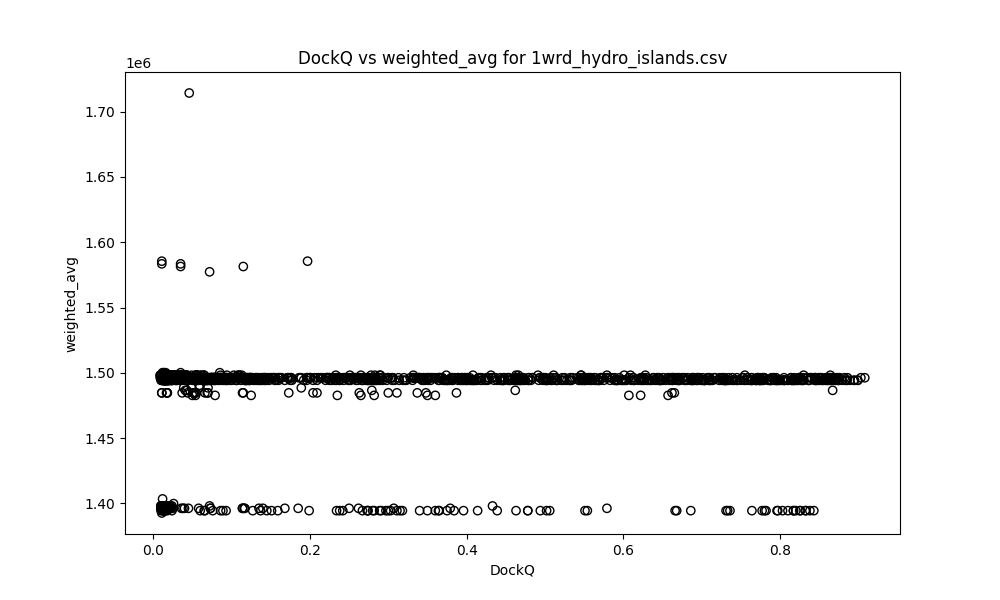 DockQ vs weighted_avg for 1wrd_hydro_islands.csv
1e6
1.70
1.65
1.60
1.55
1.50
1.45
1.40
weighted_avg
0.0 0.2 0.4 0.6 0.8
DockQ